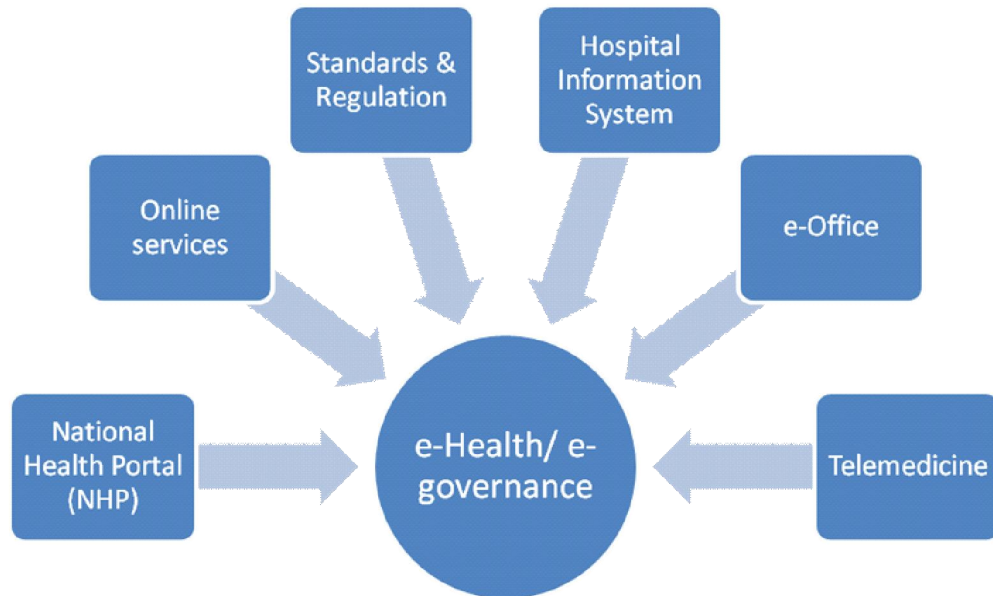 Standards &
Regulation
Hospital
Information
System
Online
services
e-Office
National
Health Portal
(NHP)
e-Health/ e-
governance
Telemedicine